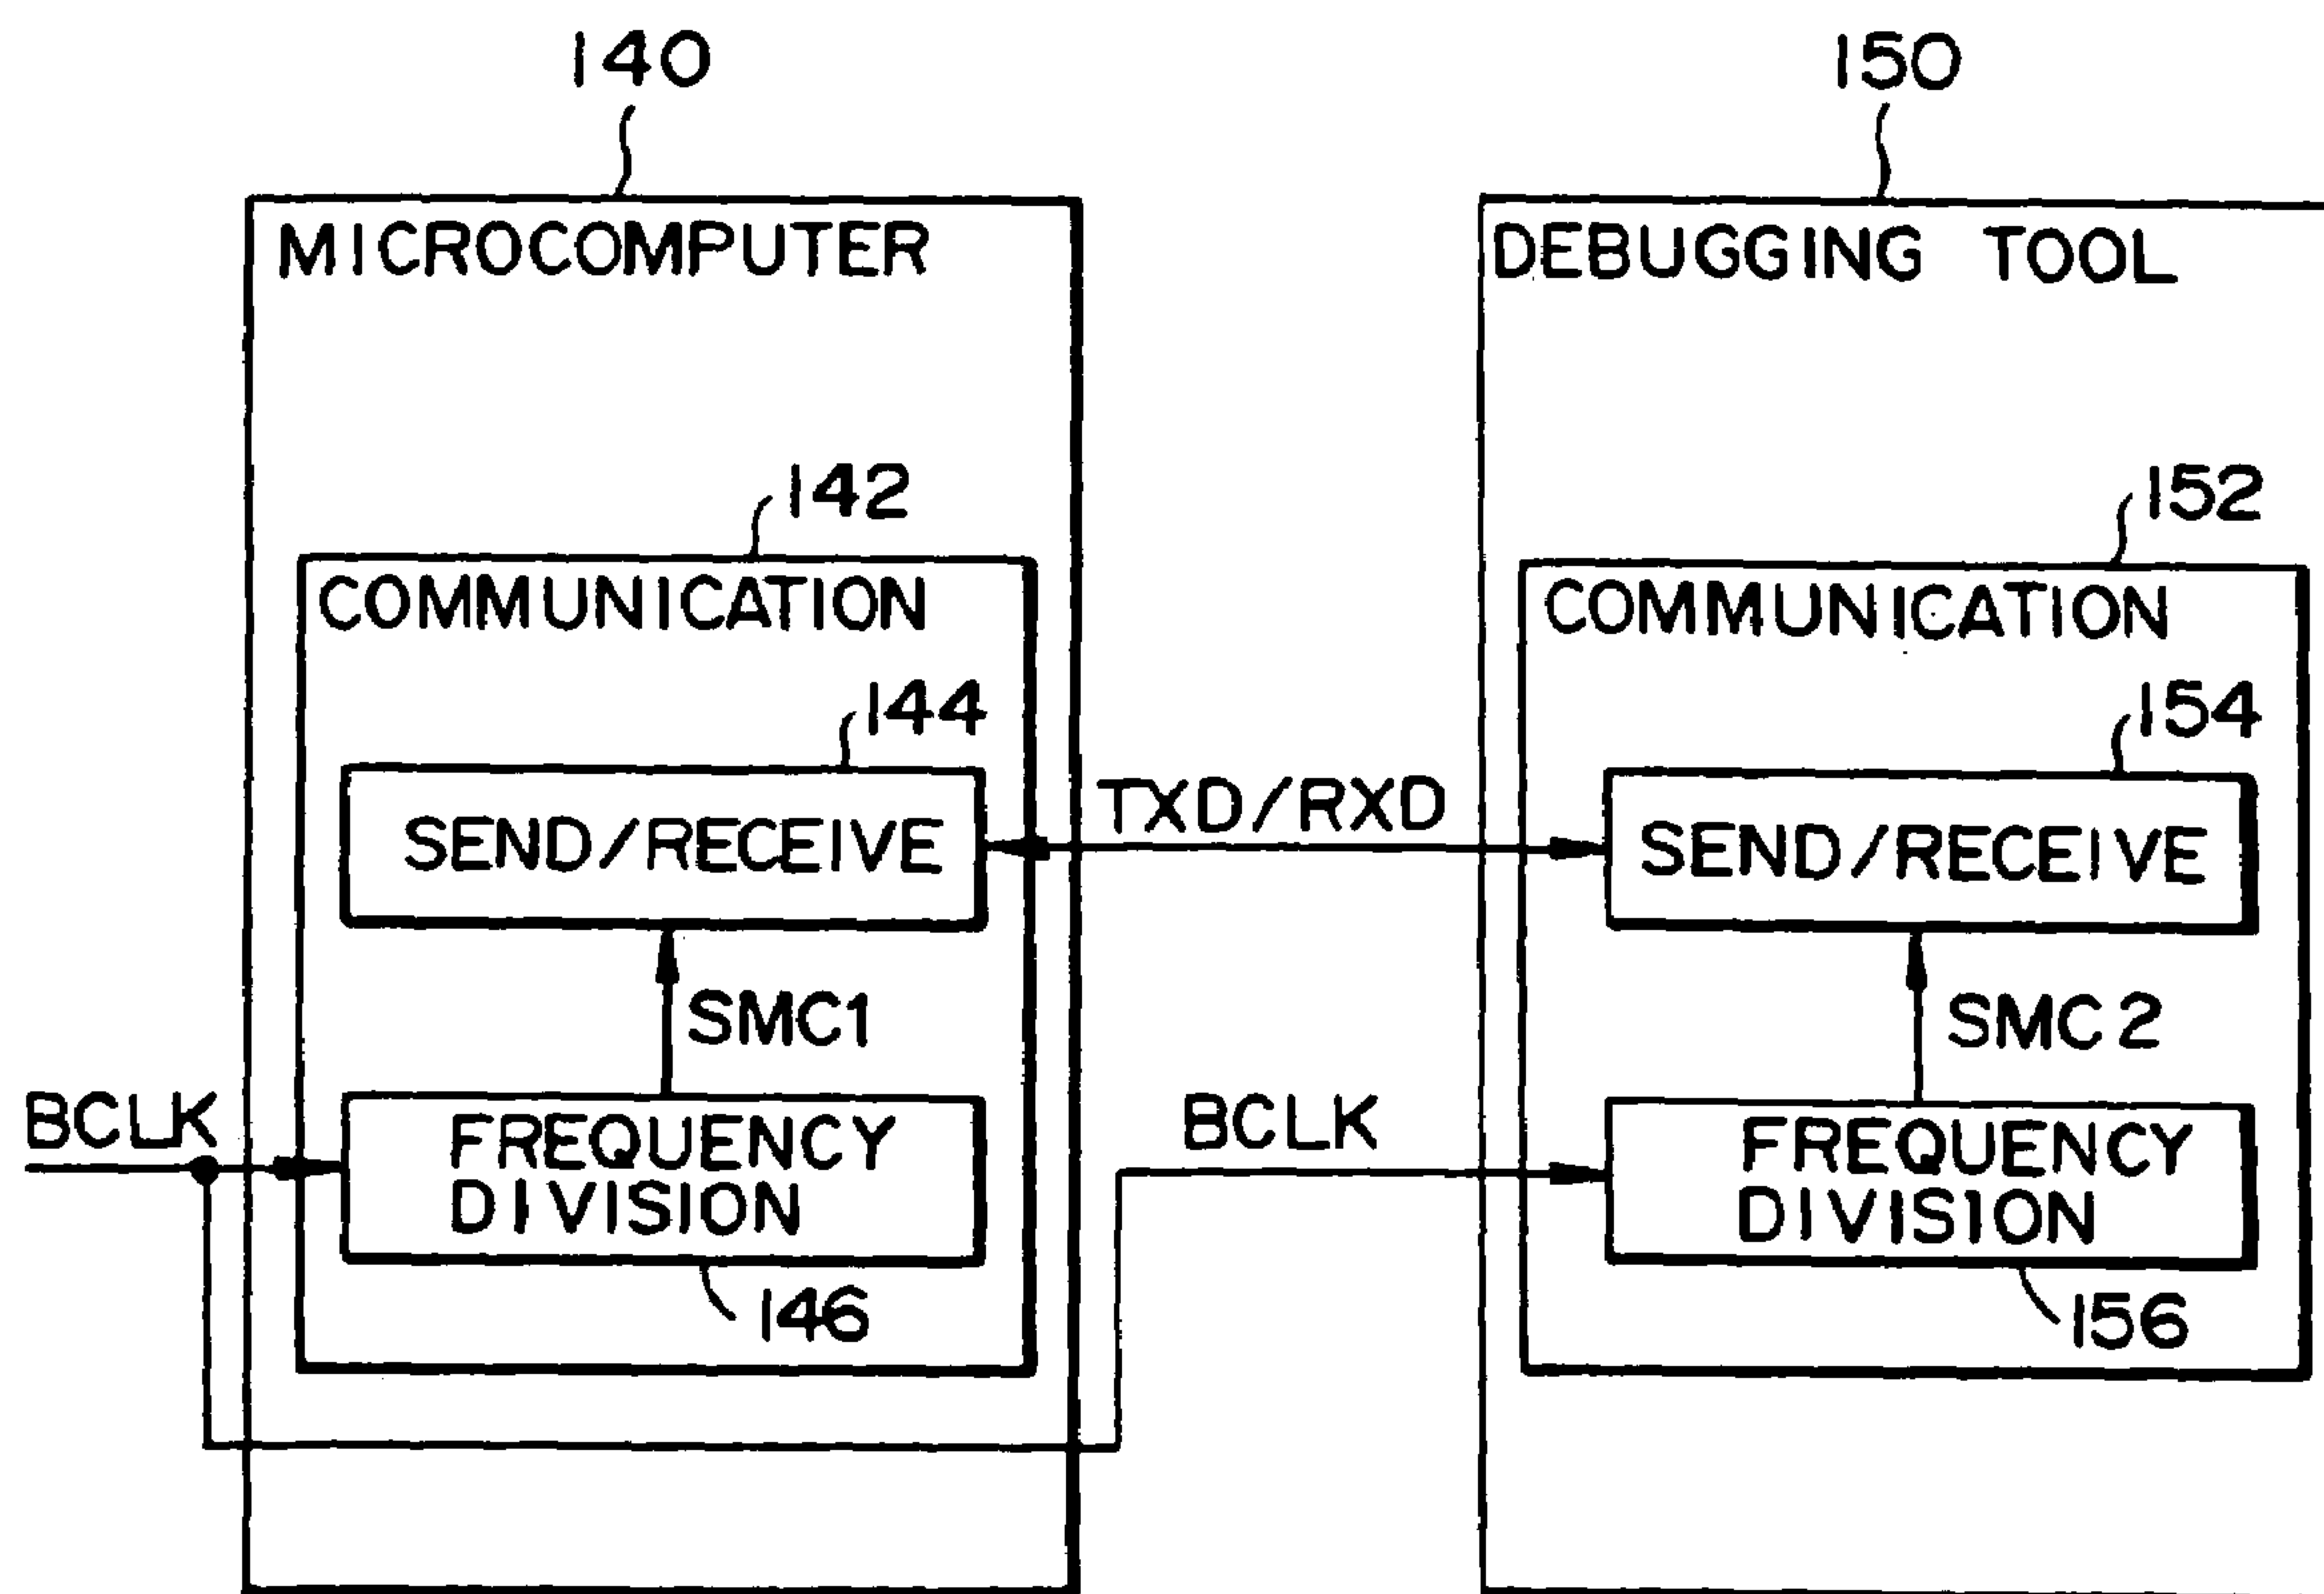 140
150
MICROCOMPUTER
DEBUGGING TOOL
142
152
COMMUNICATION
COMMUNICATION
144
154
TXD/RXD
SEND/RECEIVE
SEND/RECEIVE
SMC1
SMC2
BCLK
BCLK
FREQUENCY
DIVISION
FREQUENCY
DIVISION
146
156